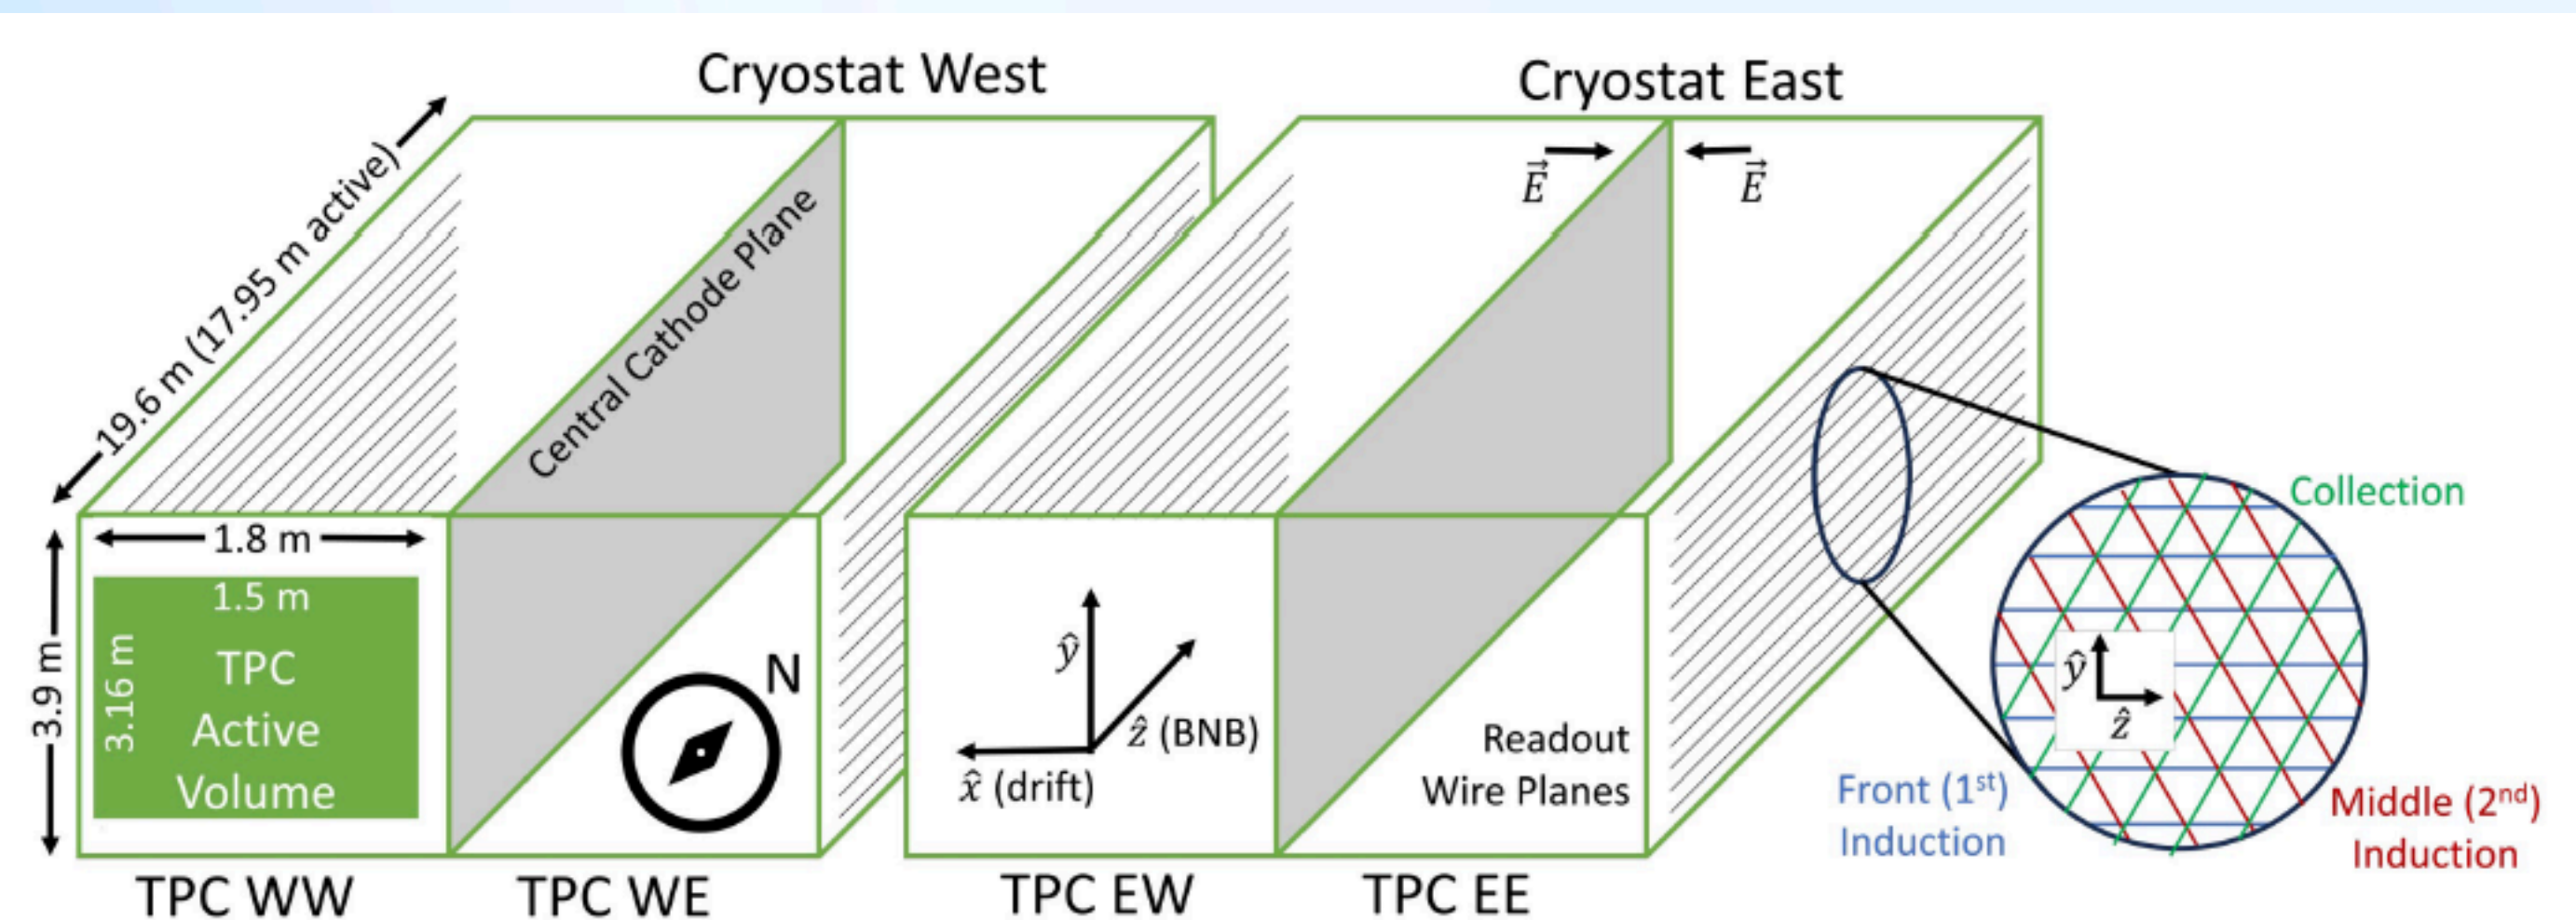 Cryostat West
Cryostat East
19.6 m (17.95 m active)
Central Cathode Plane
E⃗
E⃗
1.8 m
3.9 m
1.5 m
3.16 m
TPC
Active
Volume
N
ŷ
ẑ (BNB)
x̂ (drift)
Readout
Wire Planes
Collection
ŷ
ẑ
Front (1st)
Induction
Middle (2nd)
Induction
TPC WW
TPC WE
TPC EW
TPC EE